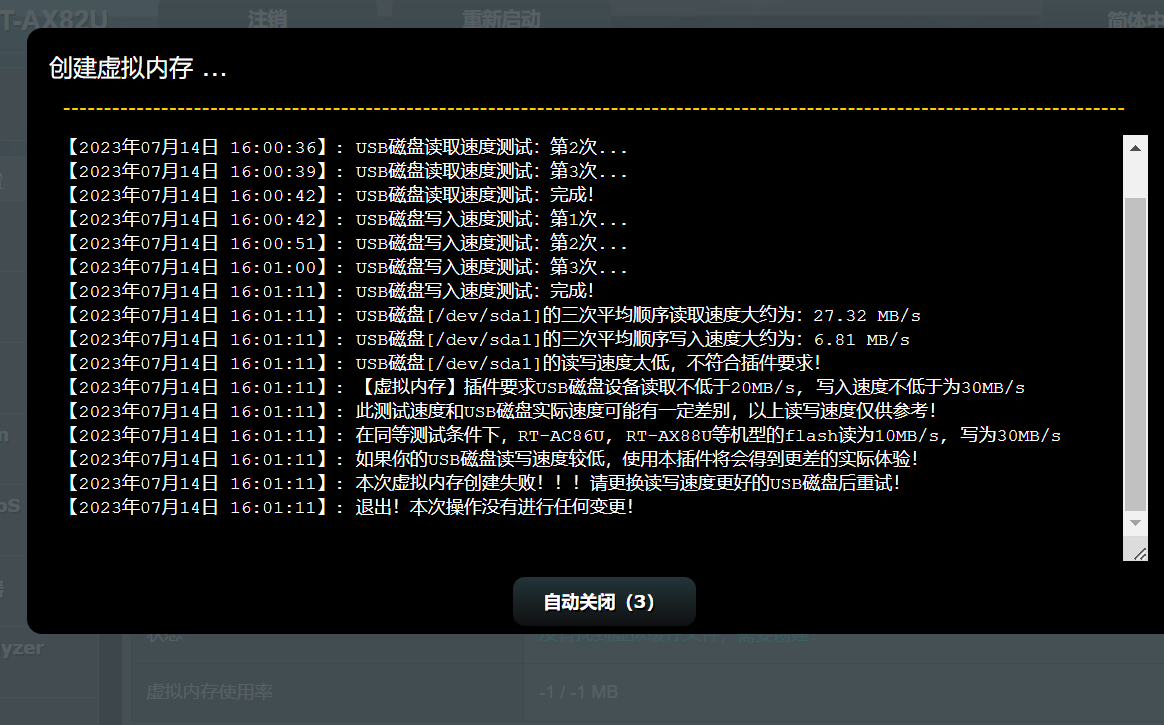 T-AX82U
注销
重新启动
简体中
创建虚拟内存 ...
【2023年07月14日 16:00:36】: USB磁盘读取速度测试：第2次...
【2023年07月14日 16:00:39】: USB磁盘读取速度测试：第3次...
【2023年07月14日 16:00:42】: USB磁盘读取速度测试：完成！
【2023年07月14日 16:00:42】: USB磁盘写入速度测试：第1次...
【2023年07月14日 16:00:51】: USB磁盘写入速度测试：第2次...
【2023年07月14日 16:01:00】: USB磁盘写入速度测试：第3次...
【2023年07月14日 16:01:11】: USB磁盘写入速度测试：完成！
【2023年07月14日 16:01:11】: USB磁盘[/dev/sda1]的三次平均顺序读取速度大约为：27.32 MB/s
【2023年07月14日 16:01:11】: USB磁盘[/dev/sda1]的三次平均顺序写入速度大约为：6.81 MB/s
【2023年07月14日 16:01:11】: USB磁盘[/dev/sda1]的读写速度太低，不符合插件要求！
【2023年07月14日 16:01:11】: 【虚拟内存】插件要求USB磁盘设备读取不低于20MB/s，写入速度不低于为30MB/s
【2023年07月14日 16:01:11】: 此测试速度和USB磁盘实际速度可能有一定差别，以上读写速度仅供参考！
【2023年07月14日 16:01:11】: 在同等测试条件下，RT-AC86U, RT-AX88U等机型的flash读为10MB/s, 写为30MB/s
【2023年07月14日 16:01:11】: 如果你的USB磁盘读写速度较低，使用本插件将会得到更差的实际体验！
【2023年07月14日 16:01:11】: 本次虚拟内存创建失败！！！请更换读写速度更好的USB磁盘后重试！
【2023年07月14日 16:01:11】: 退出！本次操作没有进行任何变更！
n
oS
自动关闭（3）
yzer
状态
没有找到虚拟缓存文件，需要创建！
虚拟内存使用率
-1 / -1 MB